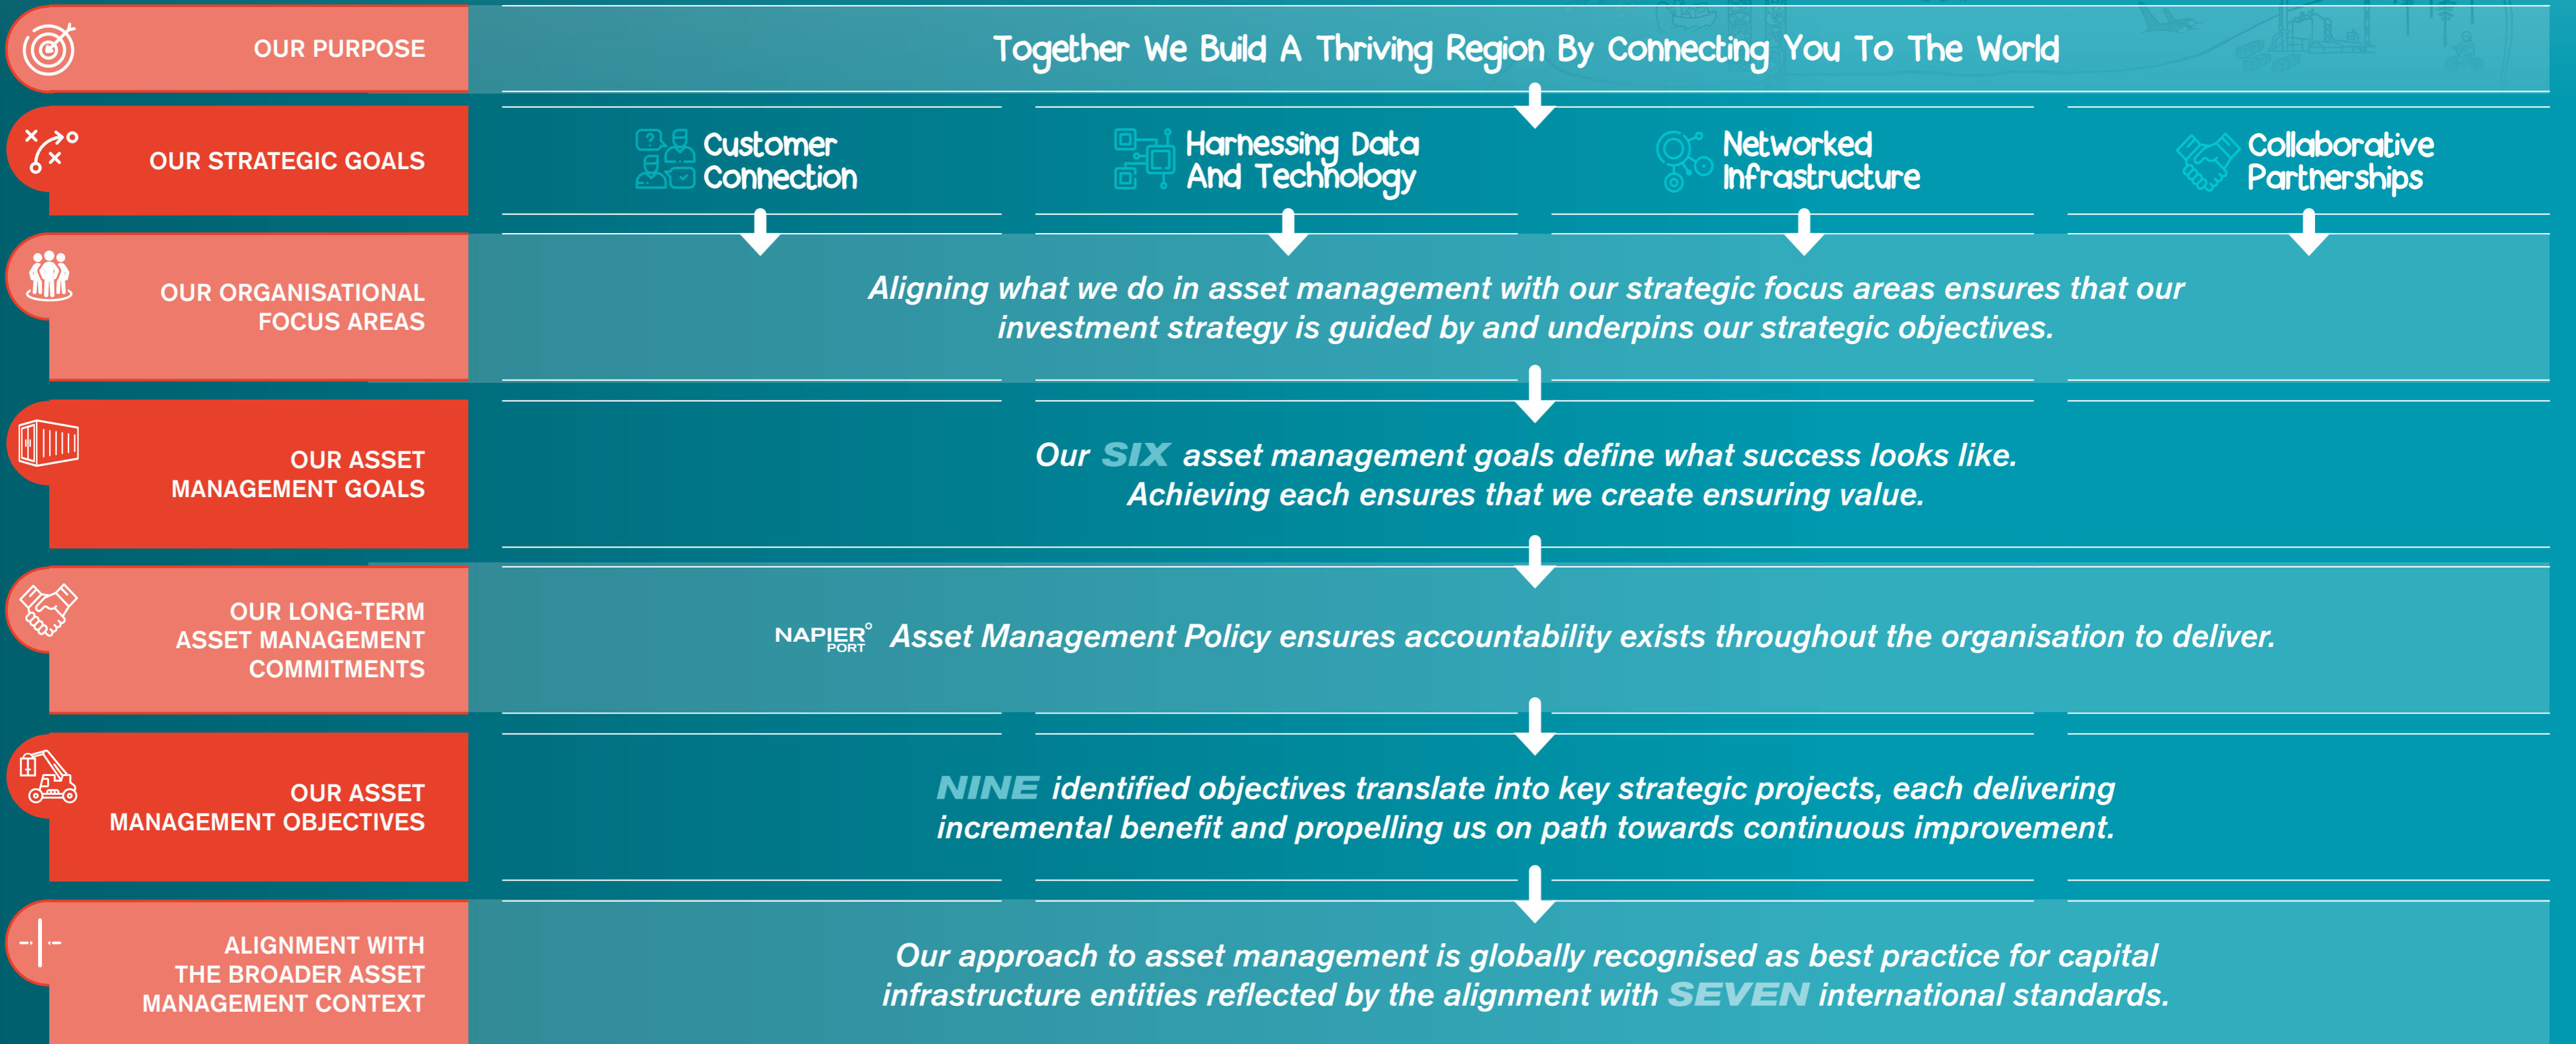 OUR PURPOSE
Together We Build A Thriving Region By Connecting You To The World
OUR STRATEGIC GOALS
Customer
Connection
Harnessing Data
And Technology
Networked
Infrastructure
Collaborative
Partnerships
OUR ORGANISATIONAL
FOCUS AREAS
Aligning what we do in asset management with our strategic focus areas ensures that our
investment strategy is guided by and underpins our strategic objectives.
OUR ASSET
MANAGEMENT GOALS
Our SIX asset management goals define what success looks like.
Achieving each ensures that we create ensuring value.
OUR LONG-TERM
ASSET MANAGEMENT
COMMITMENTS
NAPIER
PORT
Asset Management Policy ensures accountability exists throughout the organisation to deliver.
OUR ASSET
MANAGEMENT OBJECTIVES
NINE identified objectives translate into key strategic projects, each delivering
incremental benefit and propelling us on path towards continuous improvement.
ALIGNMENT WITH
THE BROADER ASSET
MANAGEMENT CONTEXT
Our approach to asset management is globally recognised as best practice for capital
infrastructure entities reflected by the alignment with SEVEN international standards.